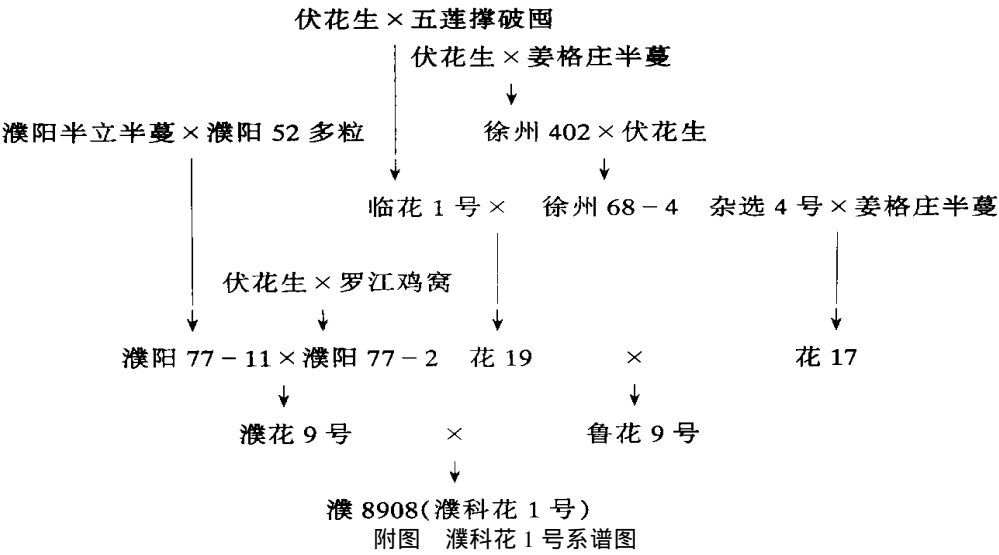 伏花生×五莲撑破囤
伏花生×姜格庄半蔓
濮阳半立半蔓×濮阳52多粒 徐州402×伏花生
临花1号× 徐州68-4 杂选4号×姜格庄半蔓
伏花生×罗江鸡窝
濮阳77-11×濮阳77-2 花19 × 花17
濮花9号 × 鲁花9号
濮8908(濮科花1号)
附图 濮科花1号系谱图